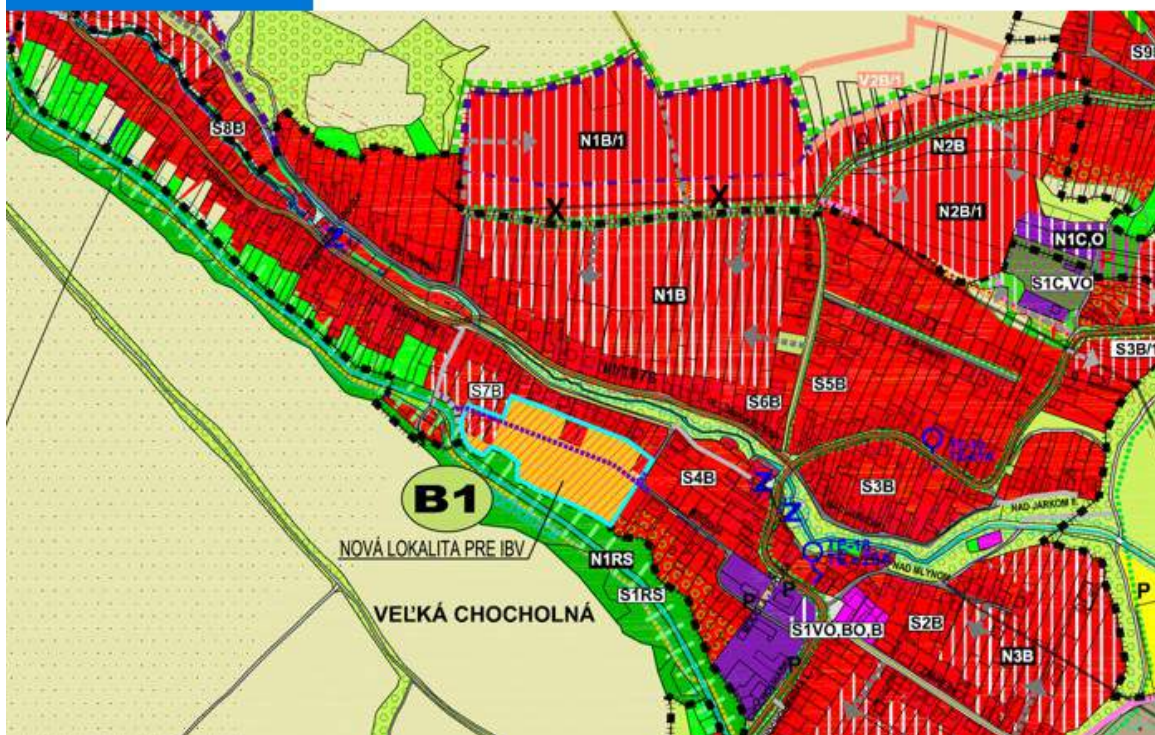 S9
V2B/1
S8B
N1B/1
N2B
X
X
N2B/1
N1C,O
P
S1C,VO
N1B
S3B/1
S7B
S6B
S5B
S4B
Z
S3B
Z
B1
NAD JARKOM II.
NOVÁ LOKALITA PRE IBV
NAD MLYNOM
N1RS
S1RS
P
P
P
VEĽKÁ CHOCHOLNÁ
S1VO,BO,B
S2B
N3B
P